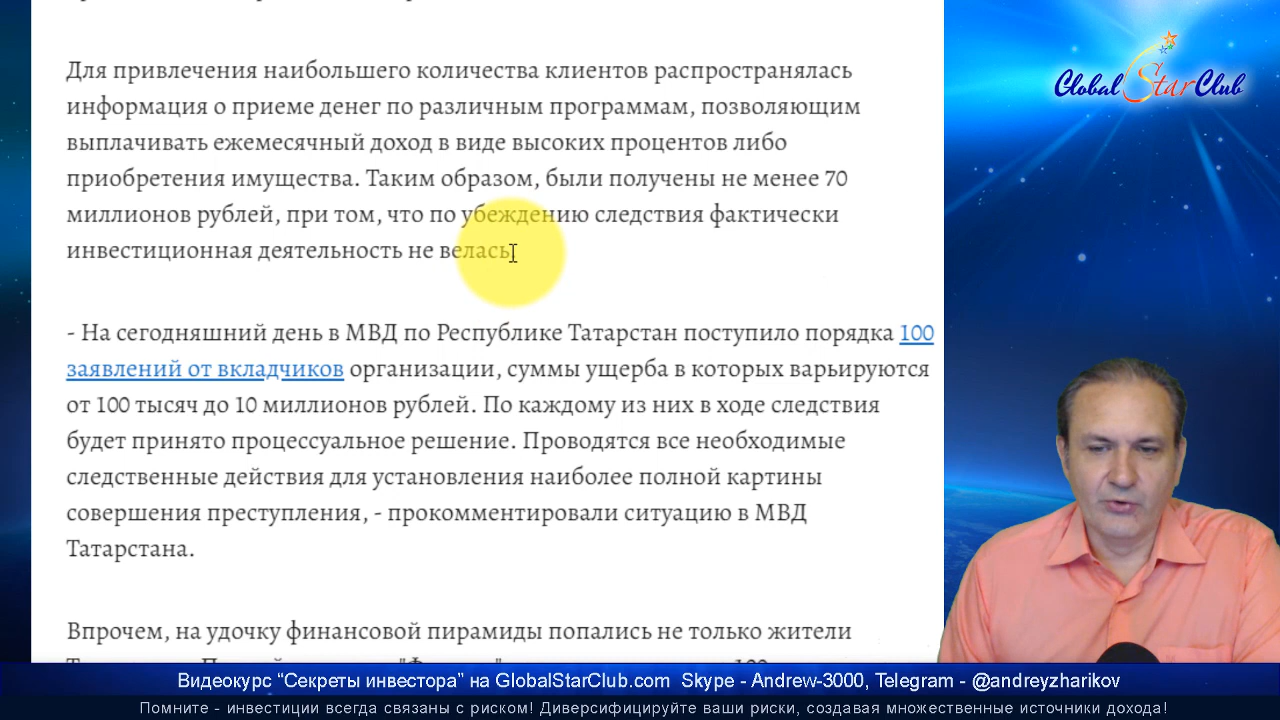 Для привлечения наибольшего количества клиентов распространялась
информация о приеме денег по различным программам, позволяющим
выплачивать ежемесячный доход в виде высоких процентов либо
приобретения имущества. Таким образом, были получены не менее 70
миллионов рублей, при том, что по убеждению следствия фактически
инвестиционная деятельность не велась.
- На сегодняшний день в МВД по Республике Татарстан поступило порядка 100
заявлений от вкладчиков организации, суммы ущерба в которых варьируются
от 100 тысяч до 10 миллионов рублей. По каждому из них в ходе следствия
будет принято процессуальное решение. Проводятся все необходимые
следственные действия для установления наиболее полной картины
совершения преступления, - прокомментировали ситуацию в МВД
Татарстана.
Впрочем, на удочку финансовой пирамиды попались не только жители
Global Star Club
Видеокурс “Секреты инвестора” на GlobalStarClub.com Skype - Andrew-3000, Telegram - @andreyzharikov
Помните - инвестиции всегда связаны с риском! Диверсифицируйте ваши риски, создавая множественные источники дохода!